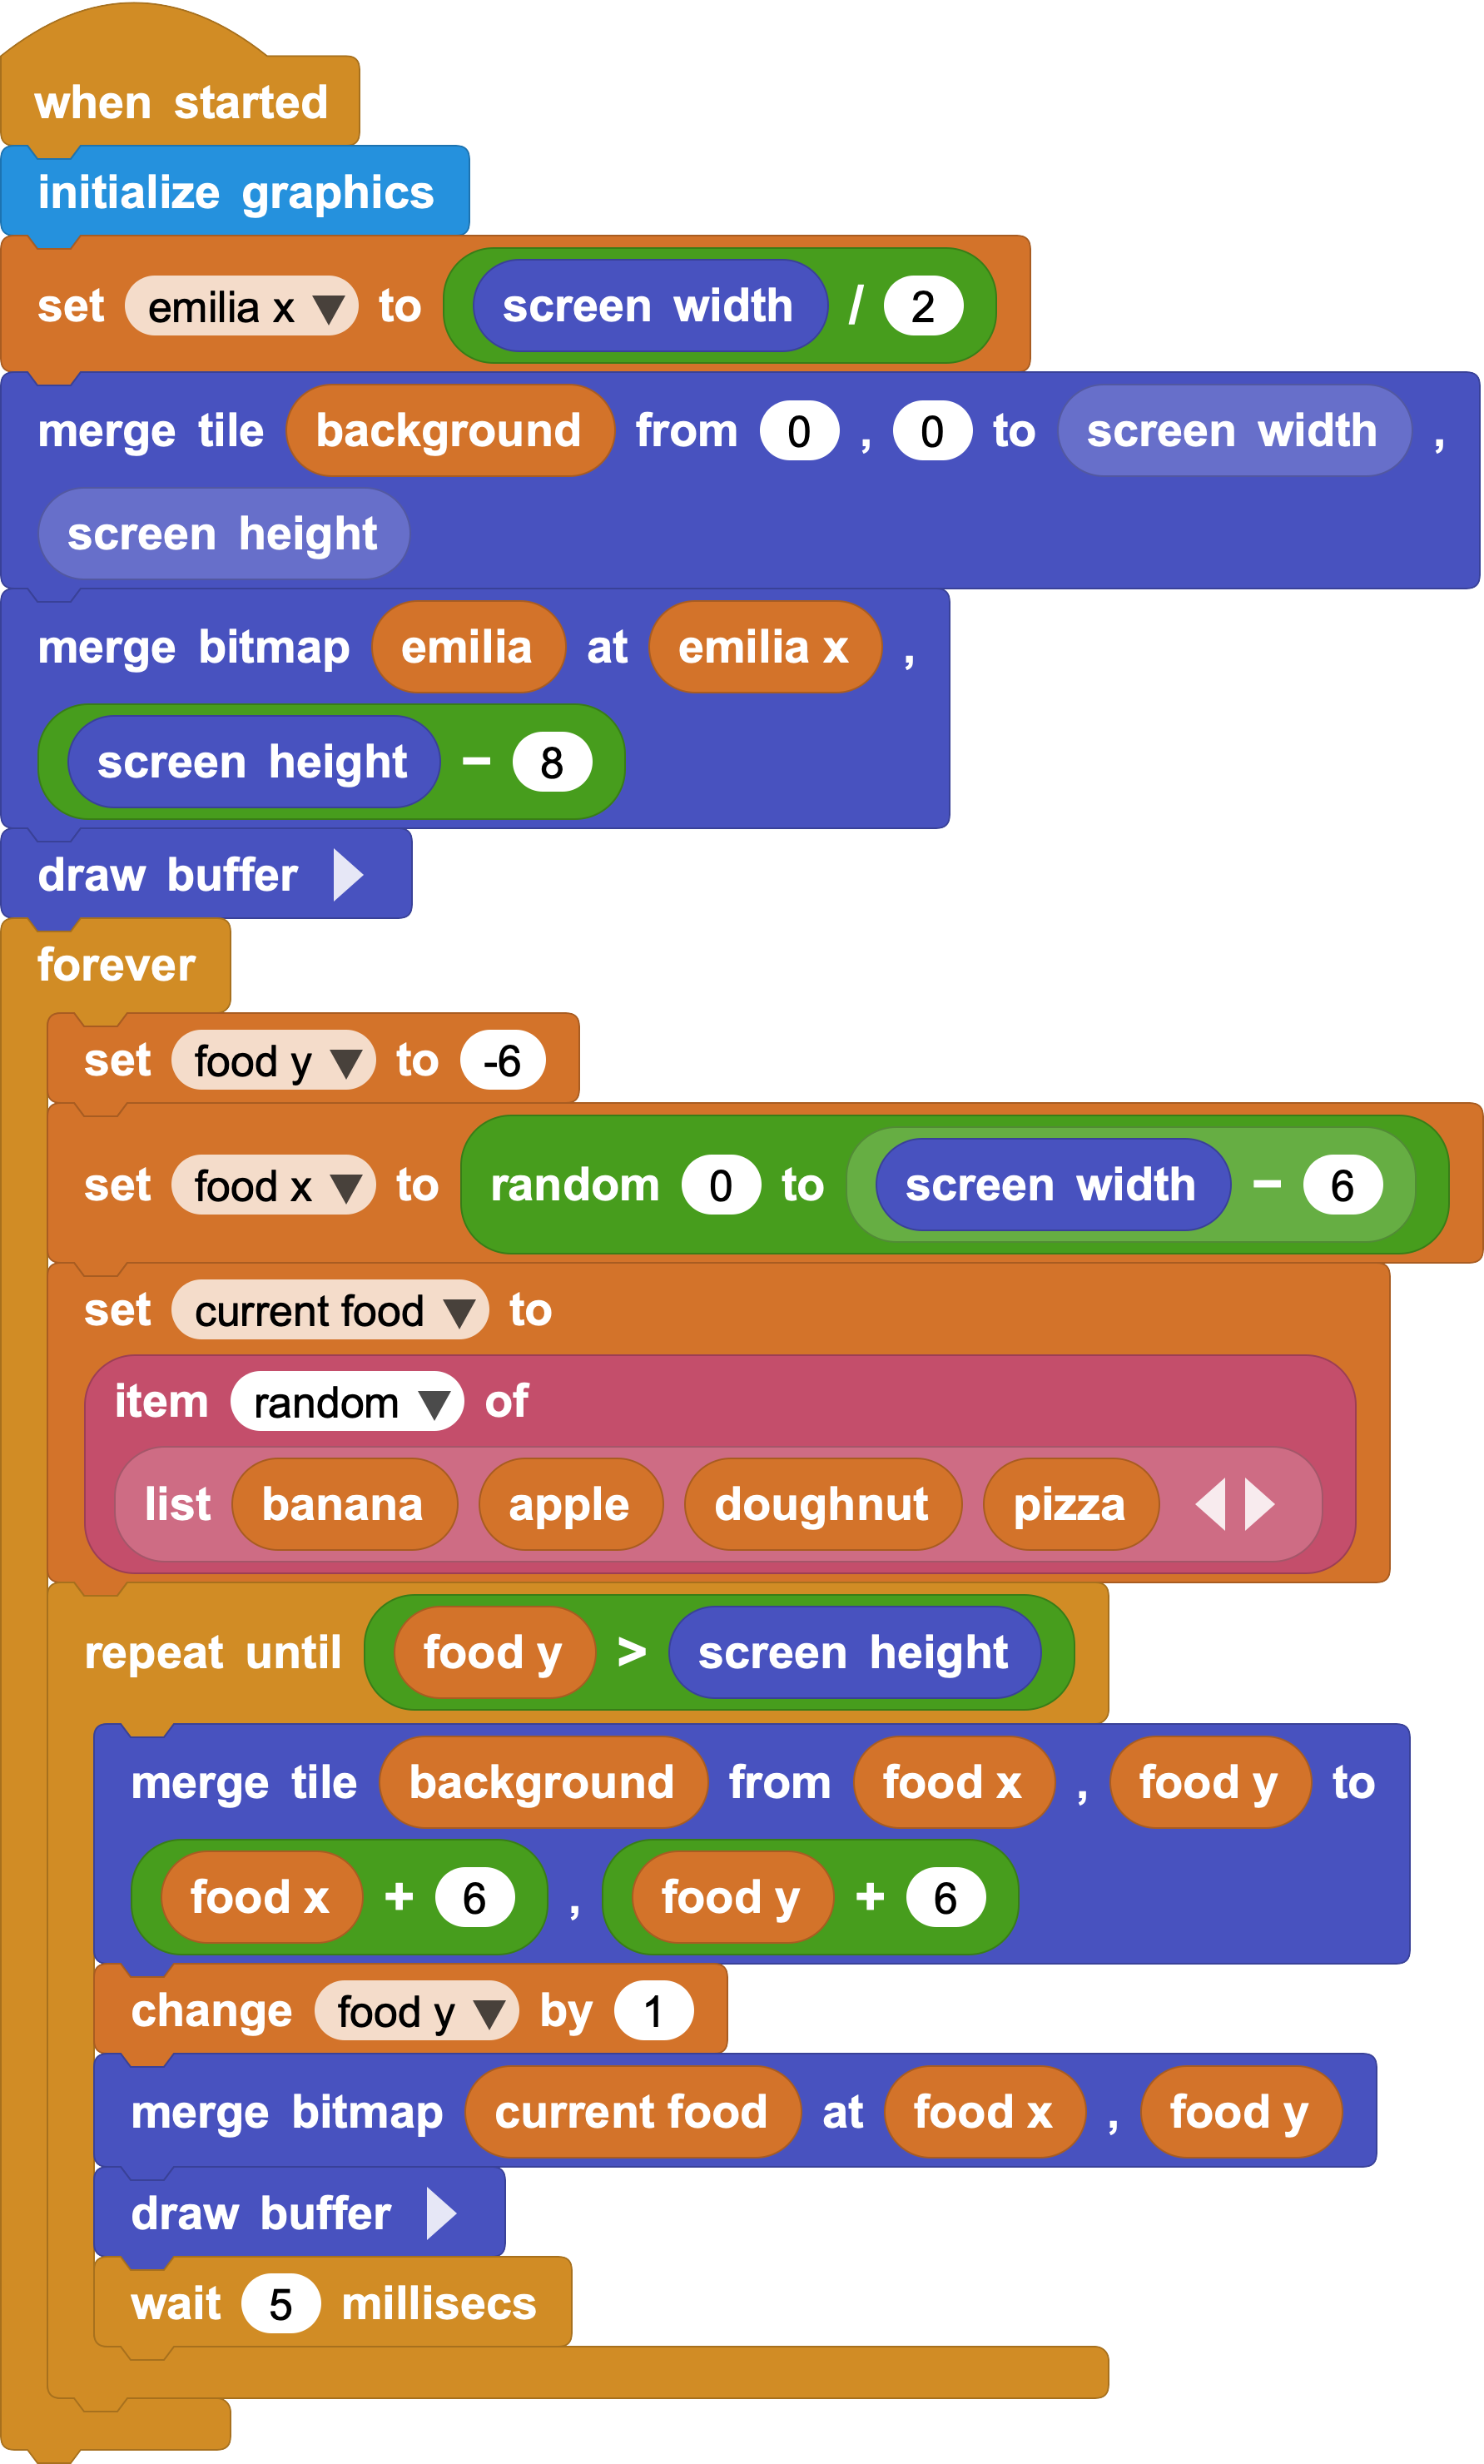 when started
initialize graphics
set emilia x to screen width / 2
merge tile background from 0 , 0 to screen width ,
screen height
merge bitmap emilia at emilia x ,
screen height − 8
draw buffer
forever
set food y to -6
set food x to random 0 to screen width − 6
set current food to
item random of
list banana apple doughnut pizza
repeat until food y > screen height
merge tile background from food x , food y to
food x + 6 , food y + 6
change food y by 1
merge bitmap current food at food x , food y
draw buffer
wait 5 millisecs